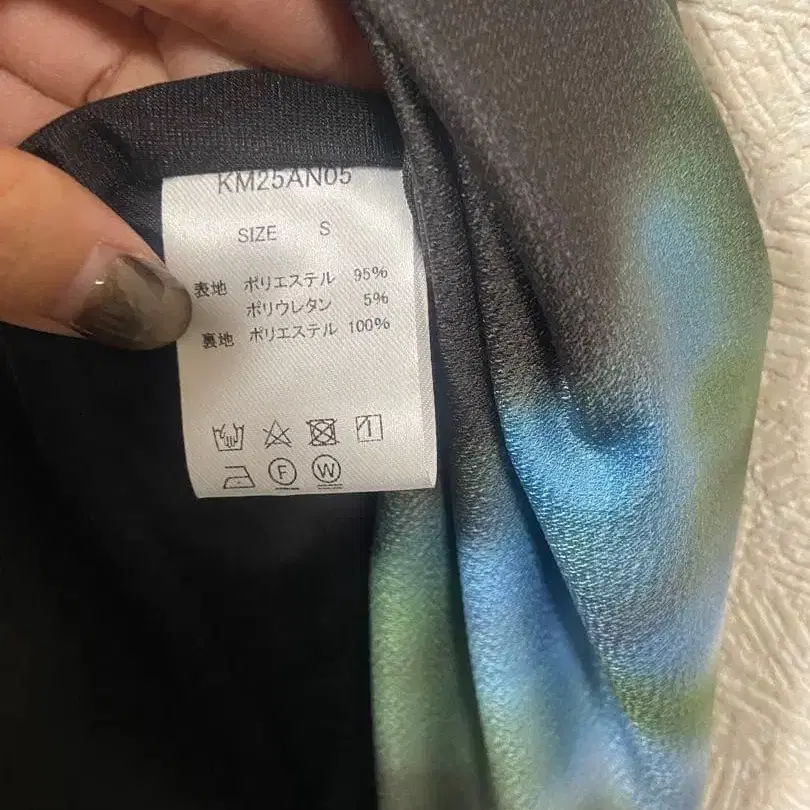 KM25AN05
SIZE S
表地 ポリエステル 95%
ポリウレタン 5%
裏地 ポリエステル 100%
F W